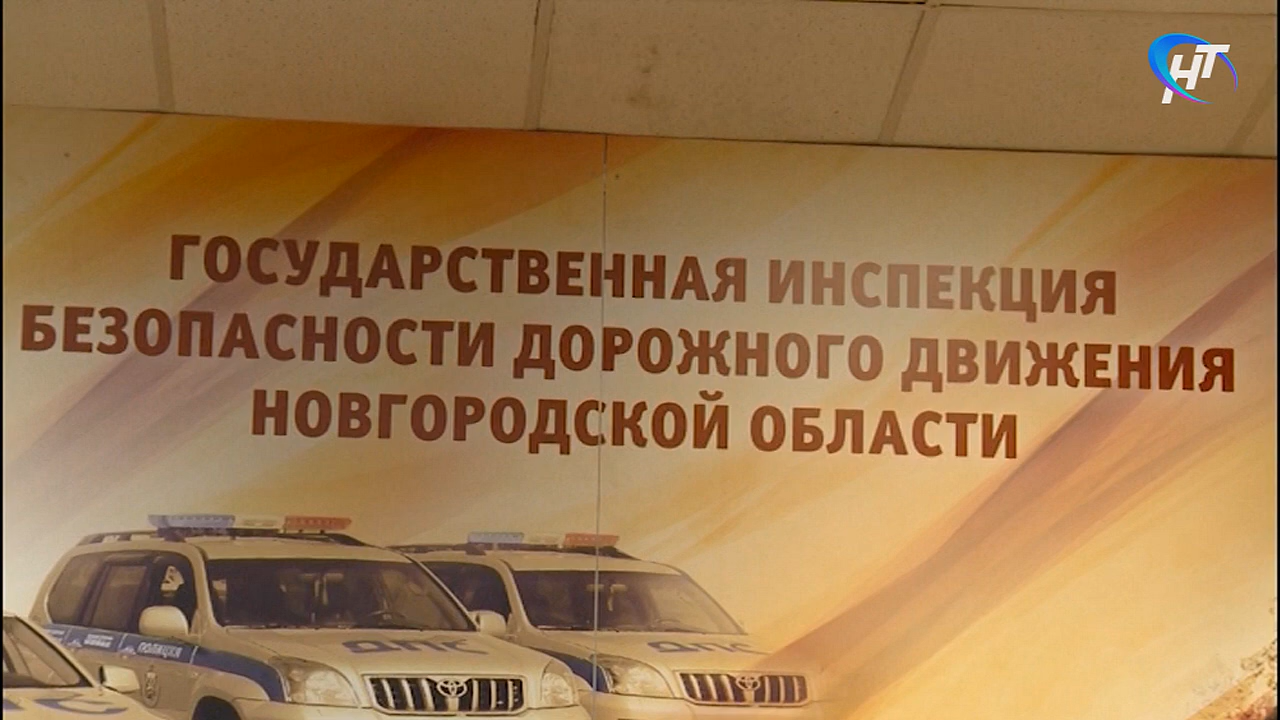 НТ
ГОСУДАРСТВЕННАЯ ИНСПЕКЦИЯ
БЕЗОПАСНОСТИ ДОРОЖНОГО ДВИЖЕНИЯ
НОВГОРОДСКОЙ ОБЛАСТИ
ДПС
ДПС
ПОЛИЦИЯ